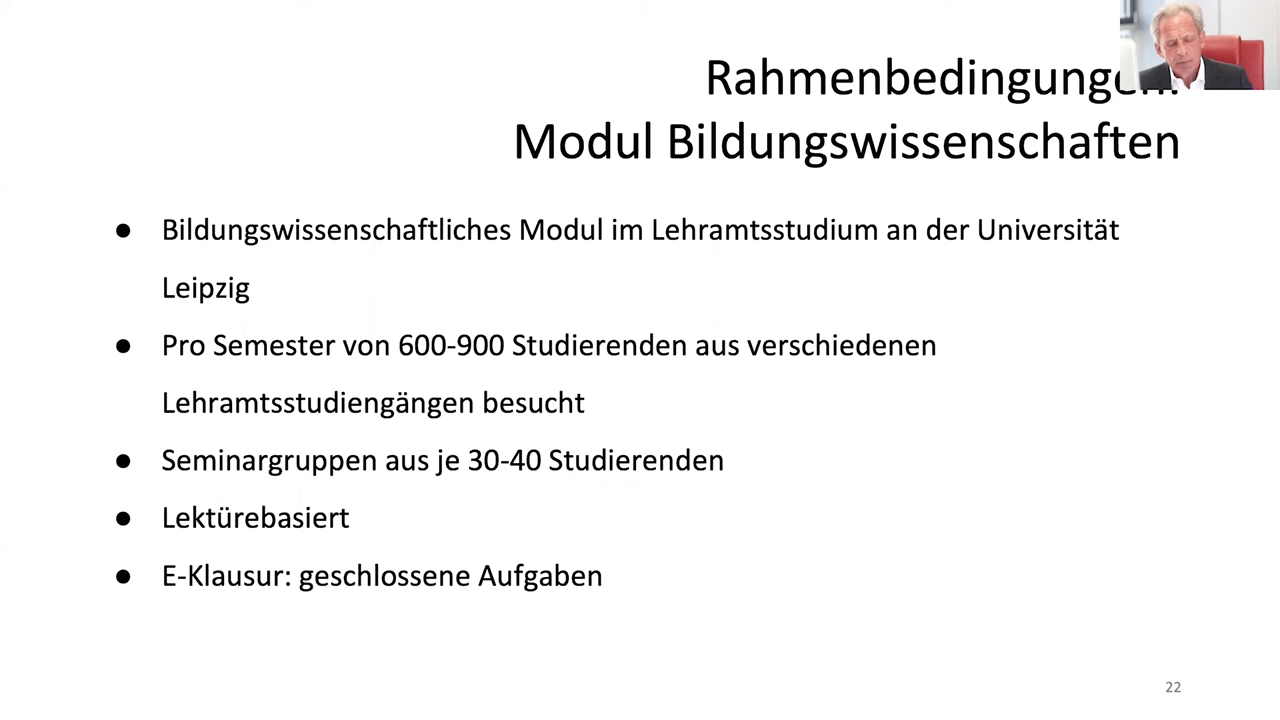 Modul Bildungswissenschaften
● Bildungswissenschaftliches Modul im Lehramtsstudium an der Universität
Leipzig
● Pro Semester von 600-900 Studierenden aus verschiedenen
Lehramtsstudiengängen besucht
● Seminargruppen aus je 30-40 Studierenden
● Lektürebasiert
● E-Klausur: geschlossene Aufgaben
22